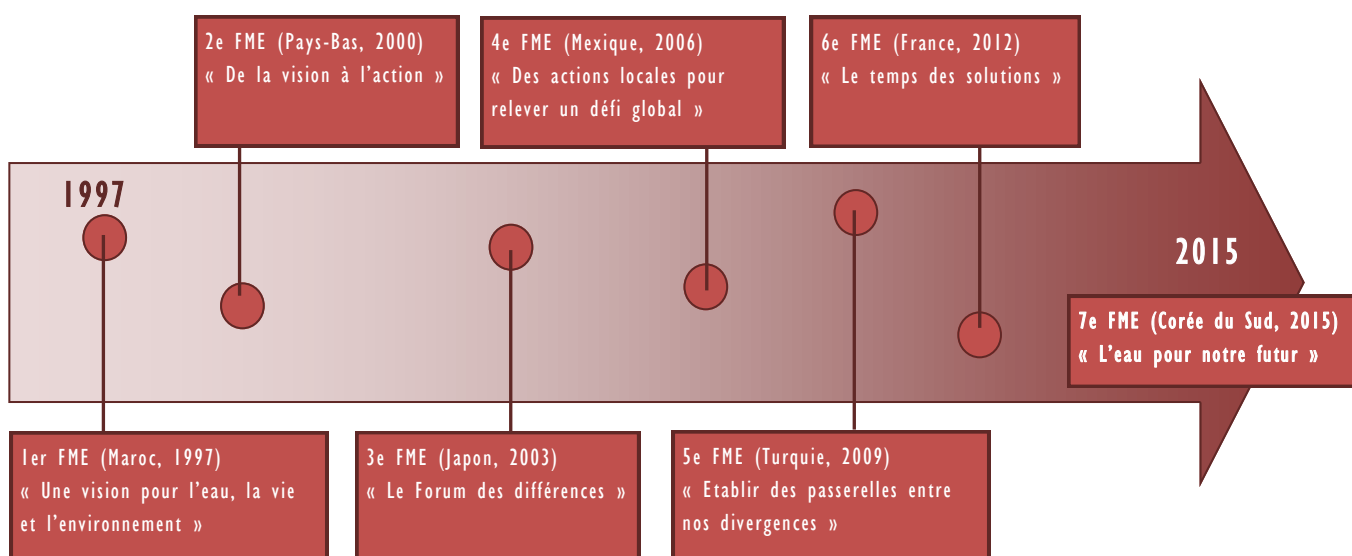 2e FME (Pays-Bas, 2000)
« De la vision à l’action »
4e FME (Mexique, 2006)
« Des actions locales pour
relever un défi global »
6e FME (France, 2012)
« Le temps des solutions »
1997
2015
7e FME (Corée du Sud, 2015)
« L’eau pour notre futur »
1er FME (Maroc, 1997)
« Une vision pour l’eau, la vie
et l’environnement »
3e FME (Japon, 2003)
« Le Forum des différences »
5e FME (Turquie, 2009)
« Etablir des passerelles entre
nos divergences »